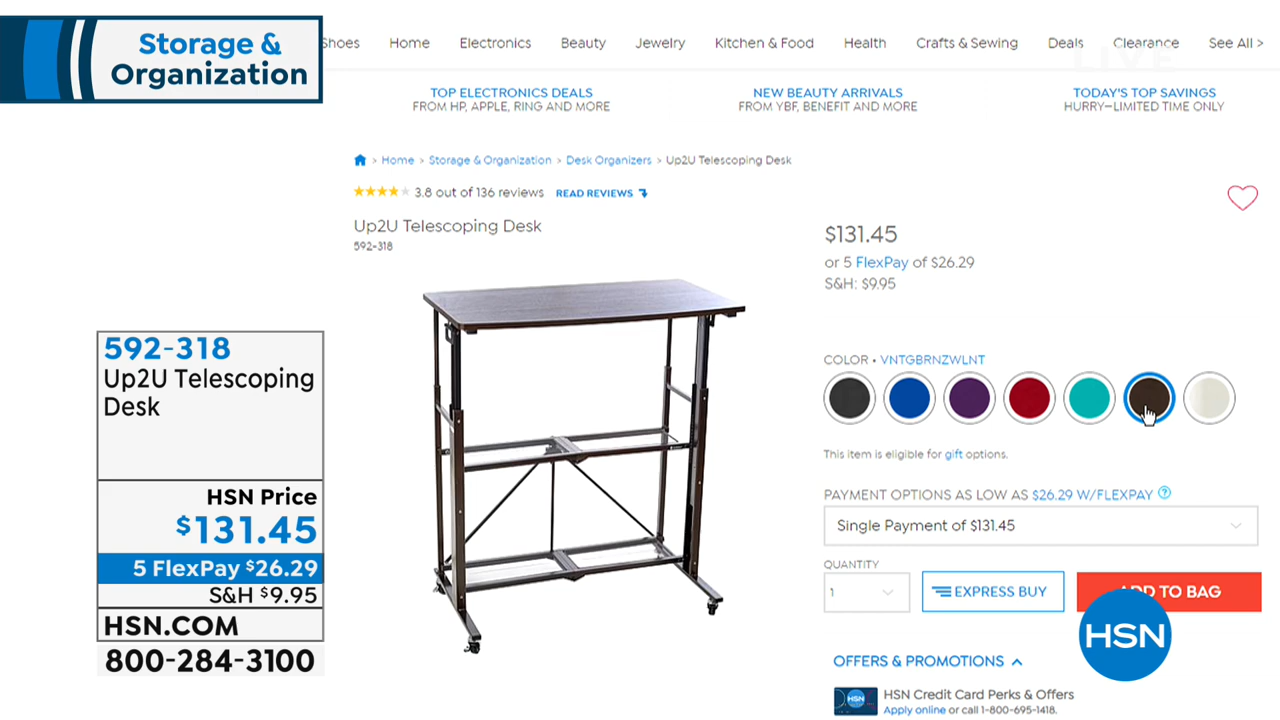 Storage &
Organization
Shoes Home Electronics Beauty Jewelry Kitchen & Food Health Crafts & Sewing Deals Clearance See All >
LIVE
TOP ELECTRONICS DEALS
FROM HP, APPLE, RING AND MORE
NEW BEAUTY ARRIVALS
FROM YBF, BENEFIT AND MORE
TODAY'S TOP SAVINGS
HURRY–LIMITED TIME ONLY
> Home > Storage & Organization > Desk Organizers > Up2U Telescoping Desk
3.8 out of 136 reviews READ REVIEWS
Up2U Telescoping Desk
592-318
$131.45
or 5 FlexPay of $26.29
S&H: $9.95
COLOR • VNTGBRNZWLNT
This item is eligible for gift options.
PAYMENT OPTIONS AS LOW AS $26.29 W/FLEXPAY ?
Single Payment of $131.45
QUANTITY
1
EXPRESS BUY
ADD TO BAG
HSN
OFFERS & PROMOTIONS
HSN
HSN Credit Card Perks & Offers
Apply online or call 1-800-695-1418.
592-318
Up2U Telescoping
Desk
HSN Price
$131.45
5 FlexPay $26.29
S&H $9.95
HSN.COM
800-284-3100